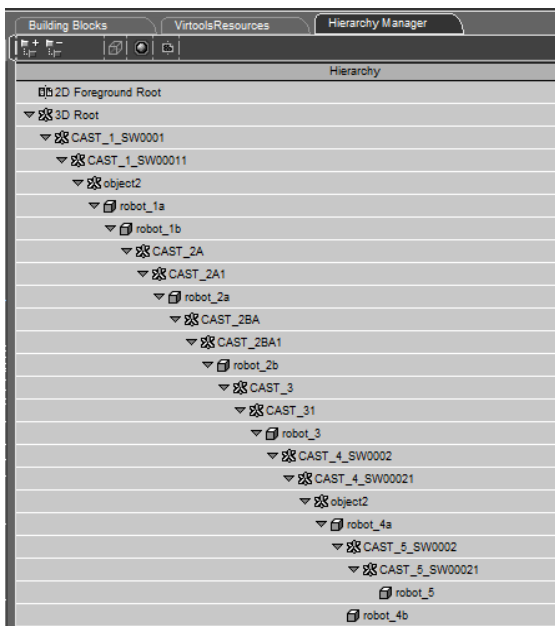 Building Blocks VirtoolsResources Hierarchy Manager
Hierarchy
2D Foreground Root
3D Root
CAST_1_SW0001
CAST_1_SW00011
object2
robot_1a
robot_1b
CAST_2A
CAST_2A1
robot_2a
CAST_2BA
CAST_2BA1
robot_2b
CAST_3
CAST_31
robot_3
CAST_4_SW0002
CAST_4_SW00021
object2
robot_4a
CAST_5_SW0002
CAST_5_SW00021
robot_5
robot_4b